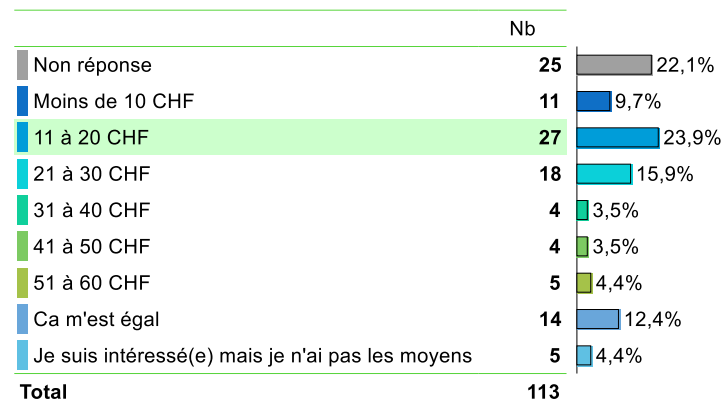 Nb
Non réponse 25 22,1%
Moins de 10 CHF 11 9,7%
11 à 20 CHF 27 23,9%
21 à 30 CHF 18 15,9%
31 à 40 CHF 4 3,5%
41 à 50 CHF 4 3,5%
51 à 60 CHF 5 4,4%
Ca m'est égal 14 12,4%
Je suis intéressé(e) mais je n'ai pas les moyens 5 4,4%
Total 113